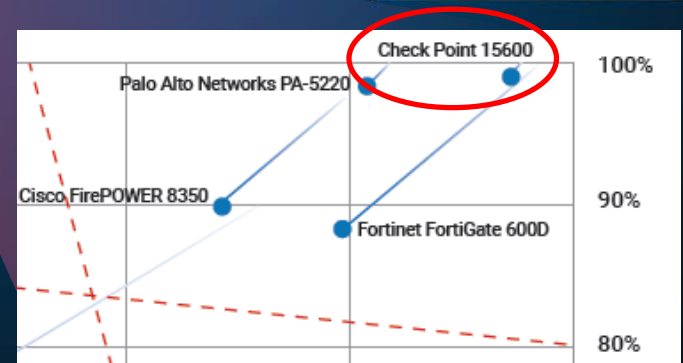 Check Point 15600
100%
Palo Alto Networks PA-5220
Cisco FirePOWER 8350
90%
Fortinet FortiGate 600D
80%